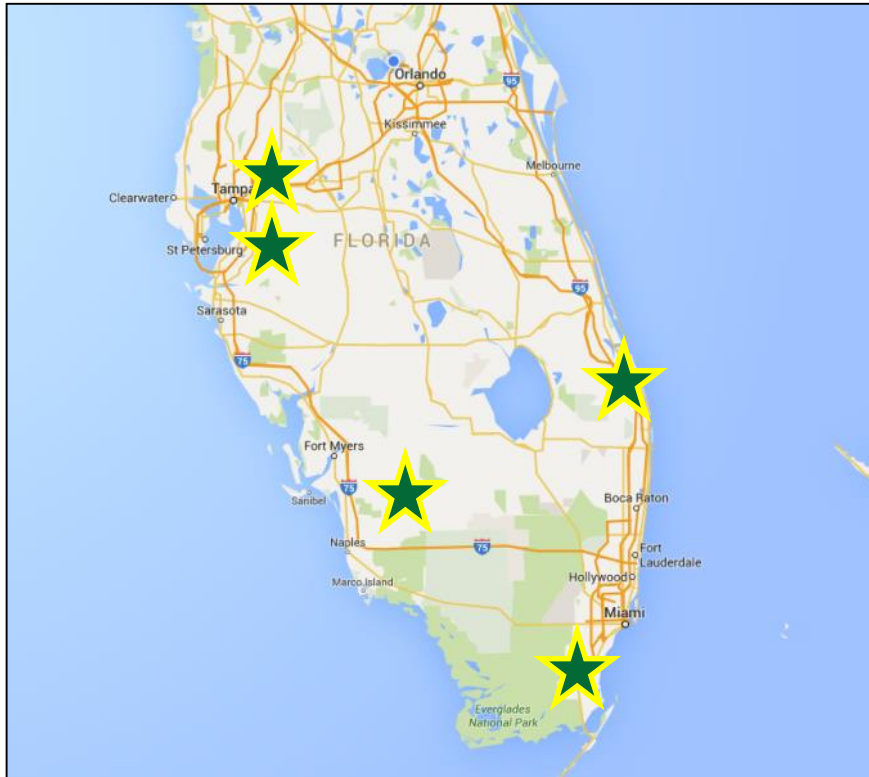 Orlando
95
Kissimmee
Melbourne
Clearwater
Tampa
St Petersburg
FLORIDA
95
Sarasota
75
Fort Myers
75
Sanibel
Boca Raton
Naples
75
Fort
Lauderdale
Marco Island
Hollywood
Miami
Everglades
National Park